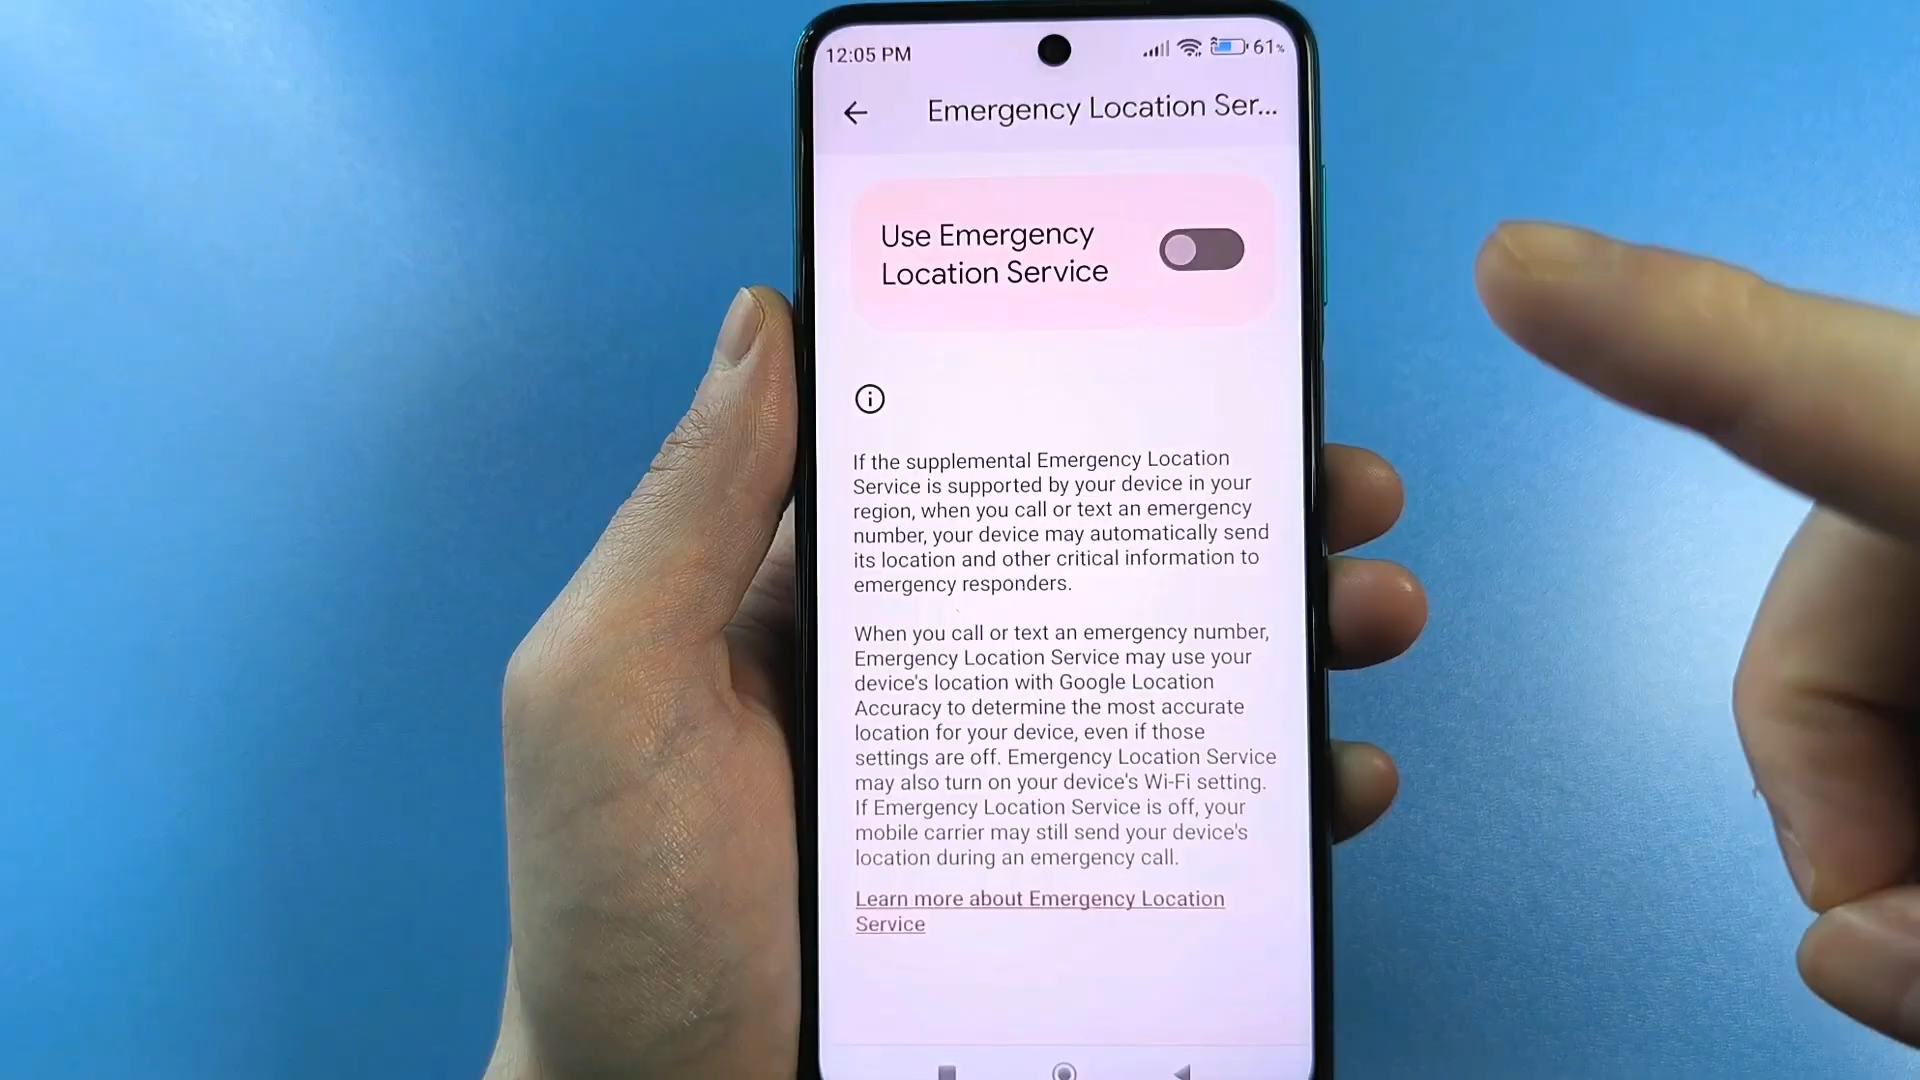 12:05 PM
61%
Emergency Location Ser...
Use Emergency
Location Service
If the supplemental Emergency Location
Service is supported by your device in your
region, when you call or text an emergency
number, your device may automatically send
its location and other critical information to
emergency responders.
When you call or text an emergency number,
Emergency Location Service may use your
device's location with Google Location
Accuracy to determine the most accurate
location for your device, even if those
settings are off. Emergency Location Service
may also turn on your device's Wi-Fi setting.
If Emergency Location Service is off, your
mobile carrier may still send your device's
location during an emergency call.
Learn more about Emergency Location
Service